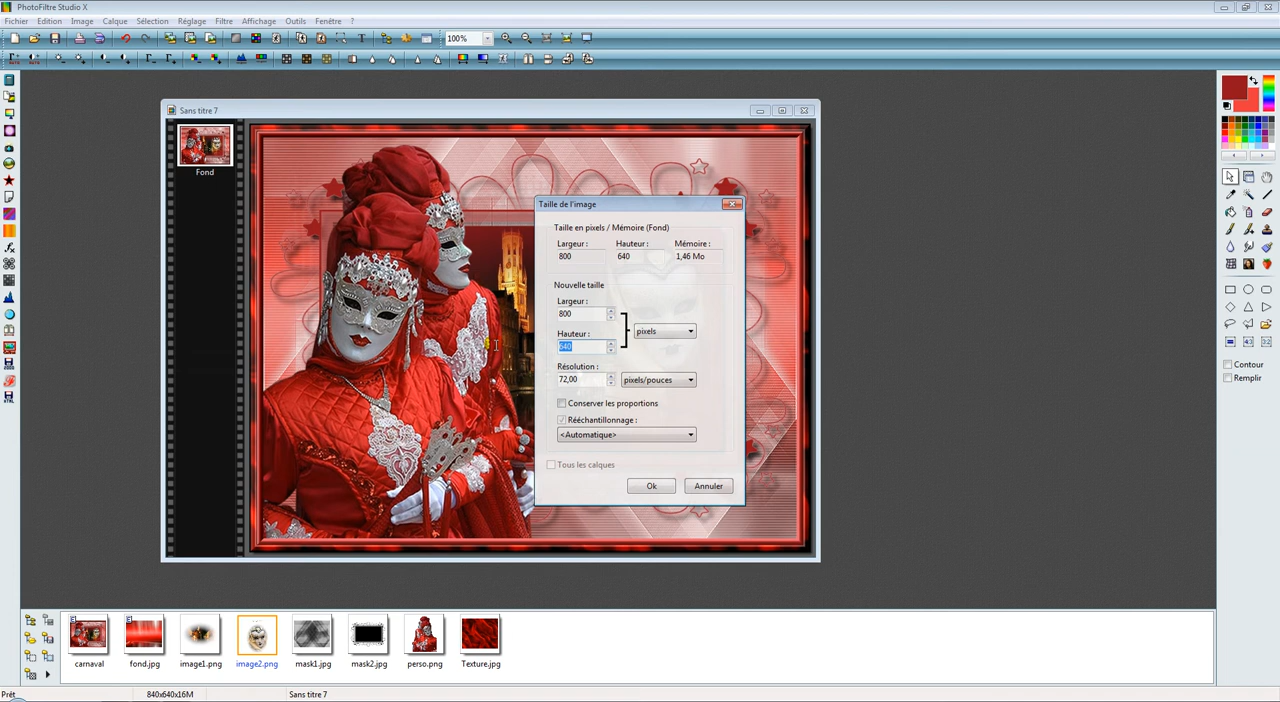 PhotoFiltre Studio X
Fichier Edition Image Calque Sélection Réglage Filtre Affichage Outils Fenêtre ?
100%
Sans titre 7
Fond
Taille de l'image
Taille en pixels / Mémoire (Fond)
Largeur : Hauteur : Mémoire :
800 640 1,46 Mo
Nouvelle taille
Largeur :
800
pixels
Hauteur :
640
Résolution :
72,00 pixels/pouces
Conserver les proportions
Rééchantillonnage :
<Automatique>
Tous les calques
Ok Annuler
Contour
Remplir
carnaval fond.jpg image1.png image2.png mask1.jpg mask2.jpg perso.png Texture.jpg
Prêt 840x640x16M Sans titre 7